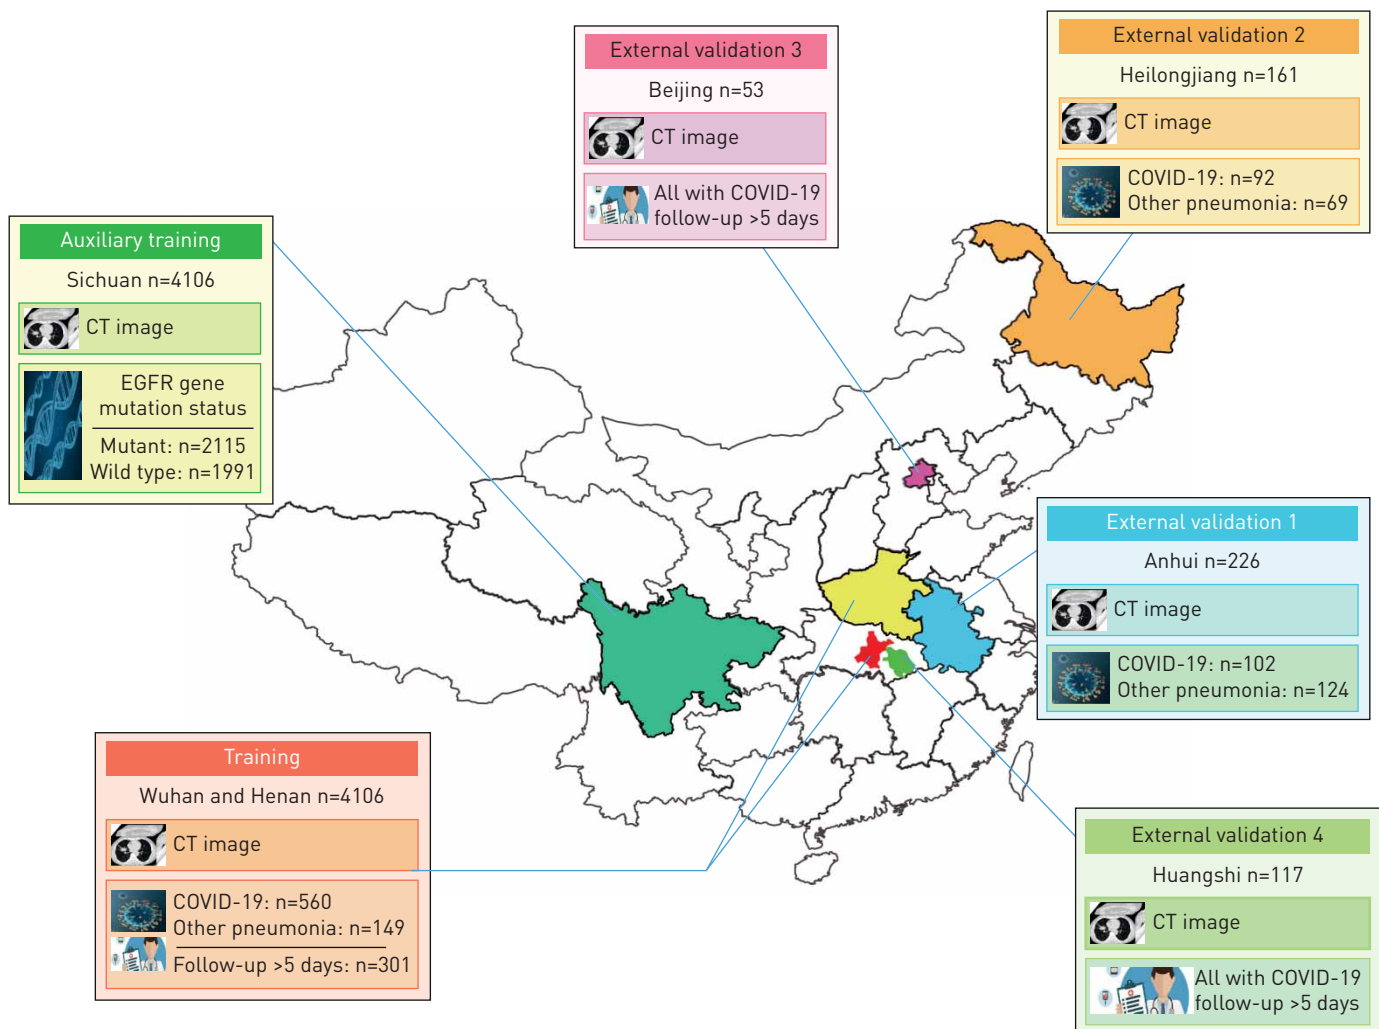 External validation 3
Beijing n=53
CT image
All with COVID-19
follow-up >5 days
External validation 2
Heilongjiang n=161
CT image
COVID-19: n=92
Other pneumonia: n=69
Auxiliary training
Sichuan n=4106
CT image
EGFR gene
mutation status
Mutant: n=2115
Wild type: n=1991
External validation 1
Anhui n=226
CT image
COVID-19: n=102
Other pneumonia: n=124
Training
Wuhan and Henan n=4106
CT image
COVID-19: n=560
Other pneumonia: n=149
Follow-up >5 days: n=301
External validation 4
Huangshi n=117
CT image
All with COVID-19
follow-up >5 days